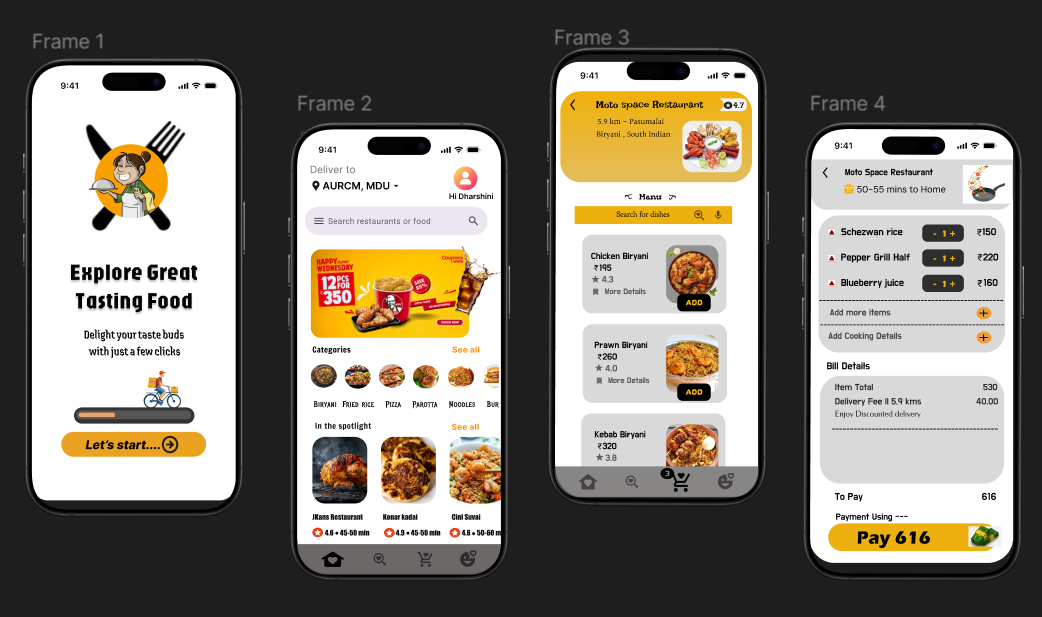 Frame 1
9:41
Explore Great
Tasting Food
Delight your taste buds
with just a few clicks
Let's start....
Frame 2
9:41
Deliver to
AURCM, MDU
Hi Dharshini
Search restaurants or food
HAPPY
WEDNESDAY
12 PCS
FOR
350
KFC
Categories
See all
BIRYANI FRIED RICE PIZZA PAROTTA NOODLES BUR
In the spotlight
See all
JKans Restaurant Konar kadai Cini Suvai
4.6 • 45-50 min 4.9 • 45-50 min 4.6 • 50-60 m
Frame 3
9:41
Moto space Restaurant
4.7
5.9 km – Pasumalai
Biryani , South Indian
Menu
Search for dishes
Chicken Biryani
₹195
4.3
More Details
ADD
Prawn Biryani
₹260
4.0
More Details
ADD
Kebab Biryani
₹320
3.8
3
Frame 4
9:41
Moto Space Restaurant
50-55 mins to Home
Schezwan rice - 1 + ₹150
Pepper Grill Half - 1 + ₹220
Blueberry juice - 1 + ₹160
Add more items
Add Cooking Details
Bill Details
Item Total 530
Delivery Fee || 5.9 kms 40.00
Enjoy Discounted delivery
To Pay 616
Payment Using ---
Pay 616